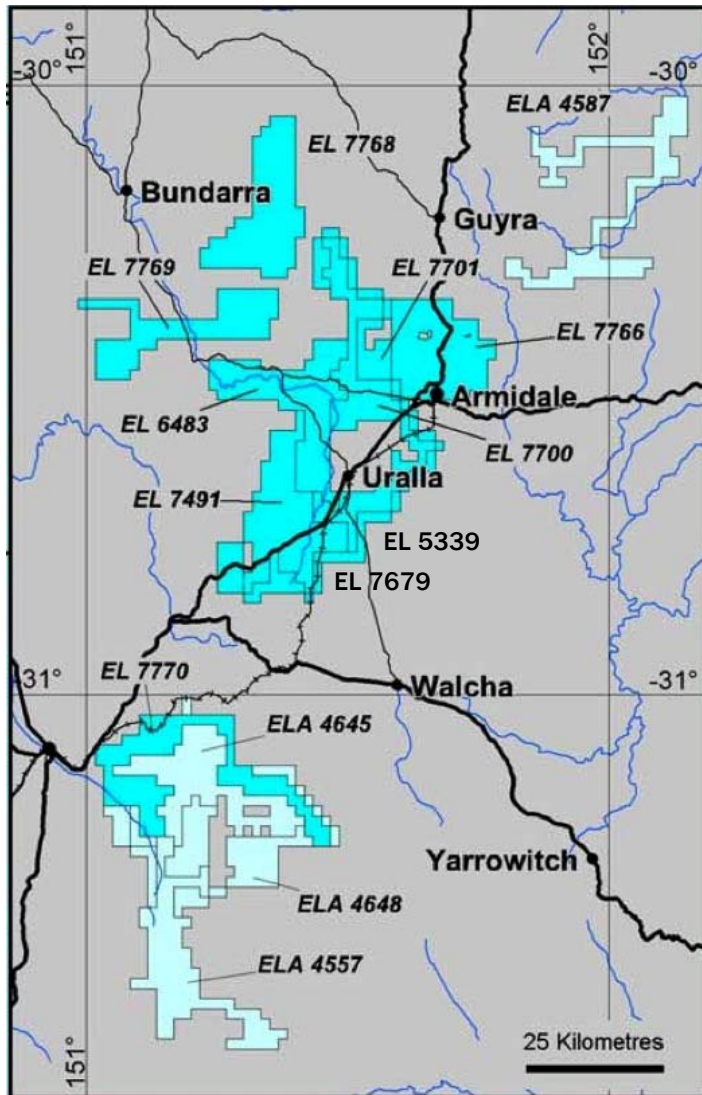 151°
152°
-30°
-30°
ELA 4587
EL 7768
Bundarra
Guyra
EL 7769
EL 7701
EL 7766
Armidale
EL 6483
EL 7700
Uralla
EL 7491
EL 5339
EL 7679
-31°
-31°
EL 7770
Walcha
ELA 4645
Yarrowitch
ELA 4648
ELA 4557
25 Kilometres
151°
152°